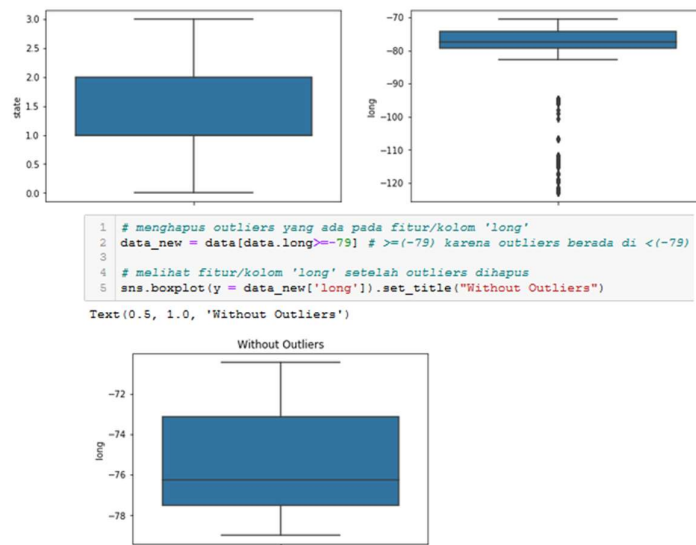 3.0
2.5
2.0
1.5
1.0
0.5
0.0
state
−70
−80
−90
−100
−110
−120
long
1 # menghapus outliers yang ada pada fitur/kolom 'long'
2 data_new = data[data.long>=-79] # >=(-79) karena outliers berada di <(-79)
3
4 # melihat fitur/kolom 'long' setelah outliers dihapus
5 sns.boxplot(y = data_new['long']).set_title("Without Outliers")
Text(0.5, 1.0, 'Without Outliers')
Without Outliers
−72
−74
−76
−78
long